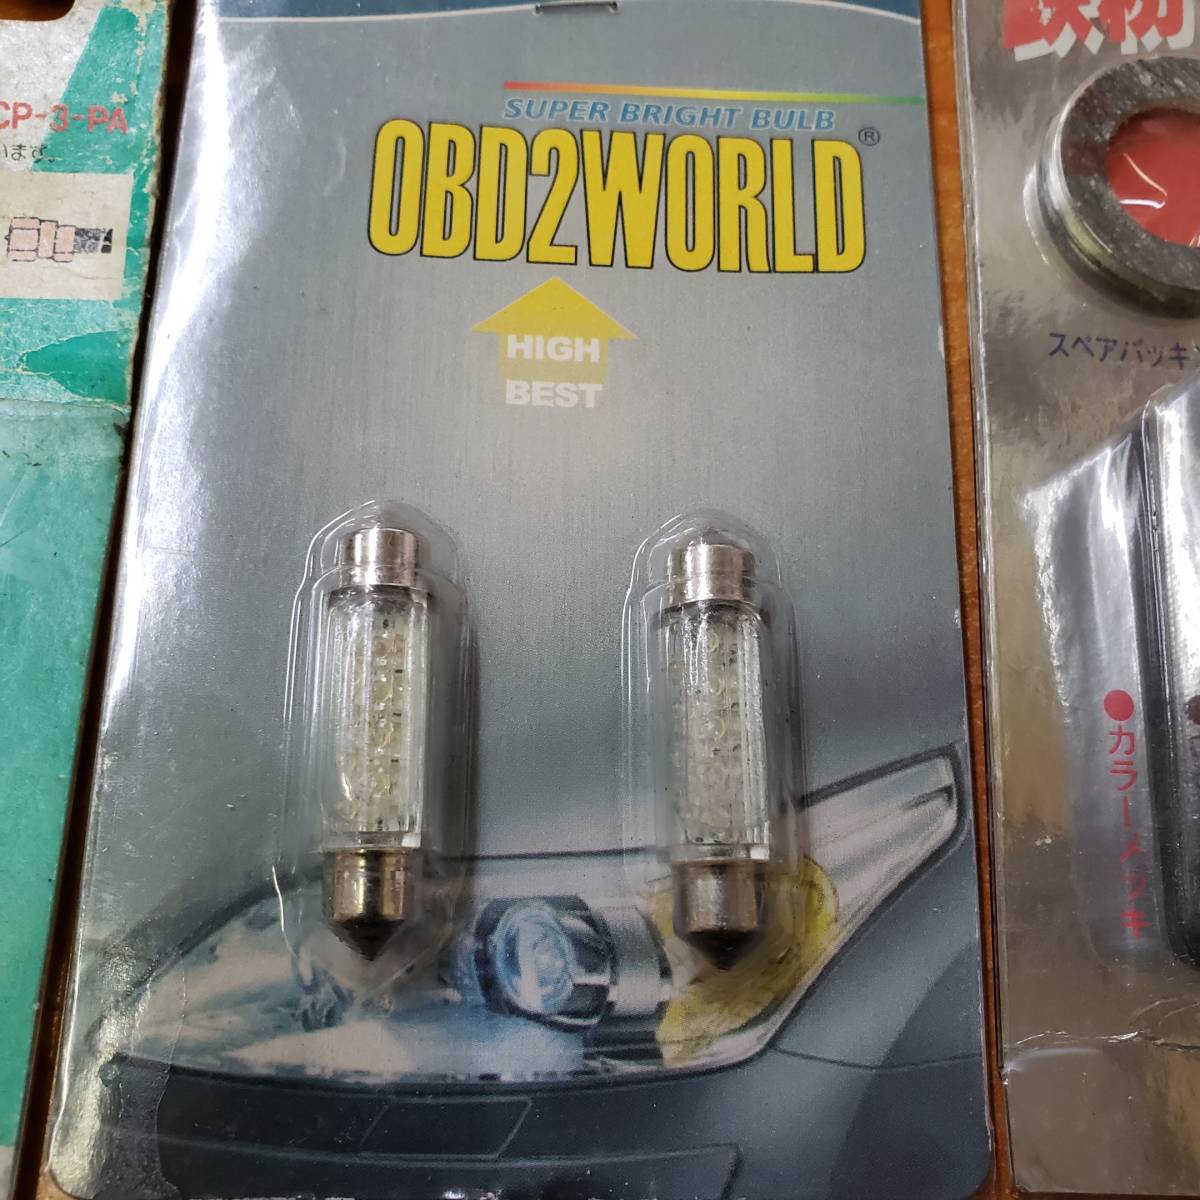 CP-3-PA
います。
SUPER BRIGHT BULB
OBD2WORLD®
HIGH
BEST
スペアパッキ
●カラーメッキ